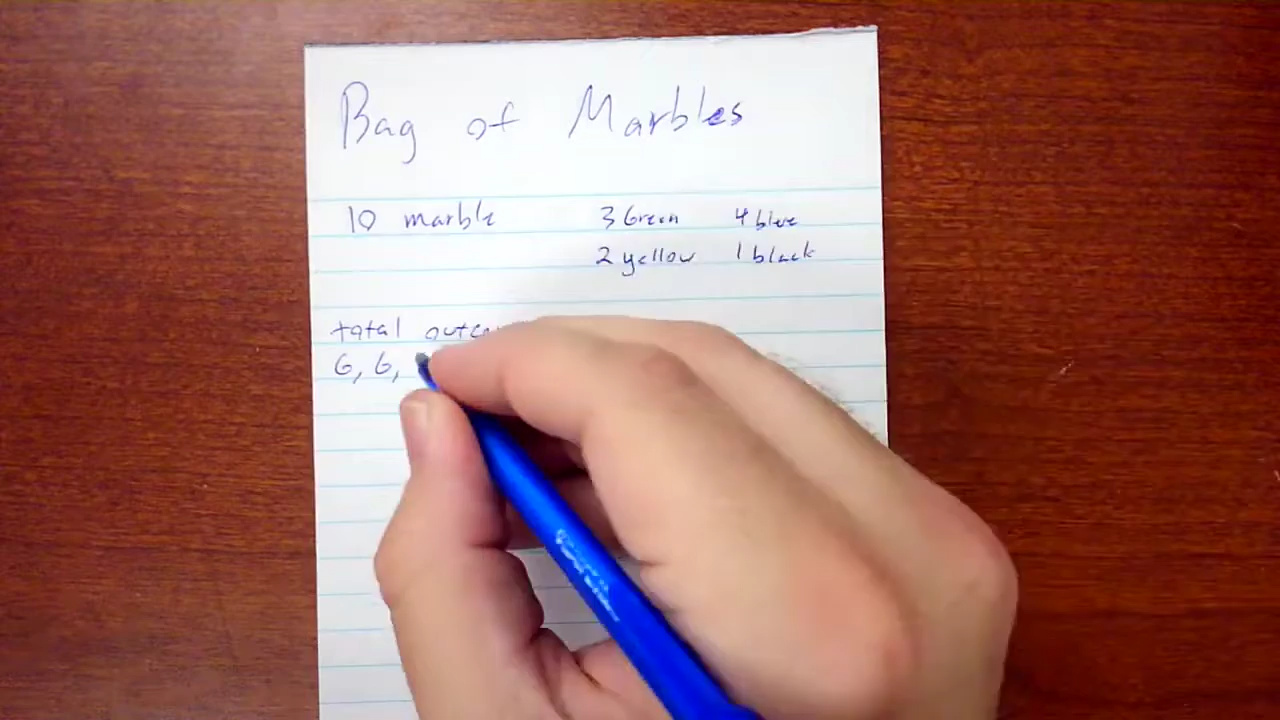 Bag of Marbles
10 marble 3 Green 4 blue
2 yellow 1 black
total
G, G,